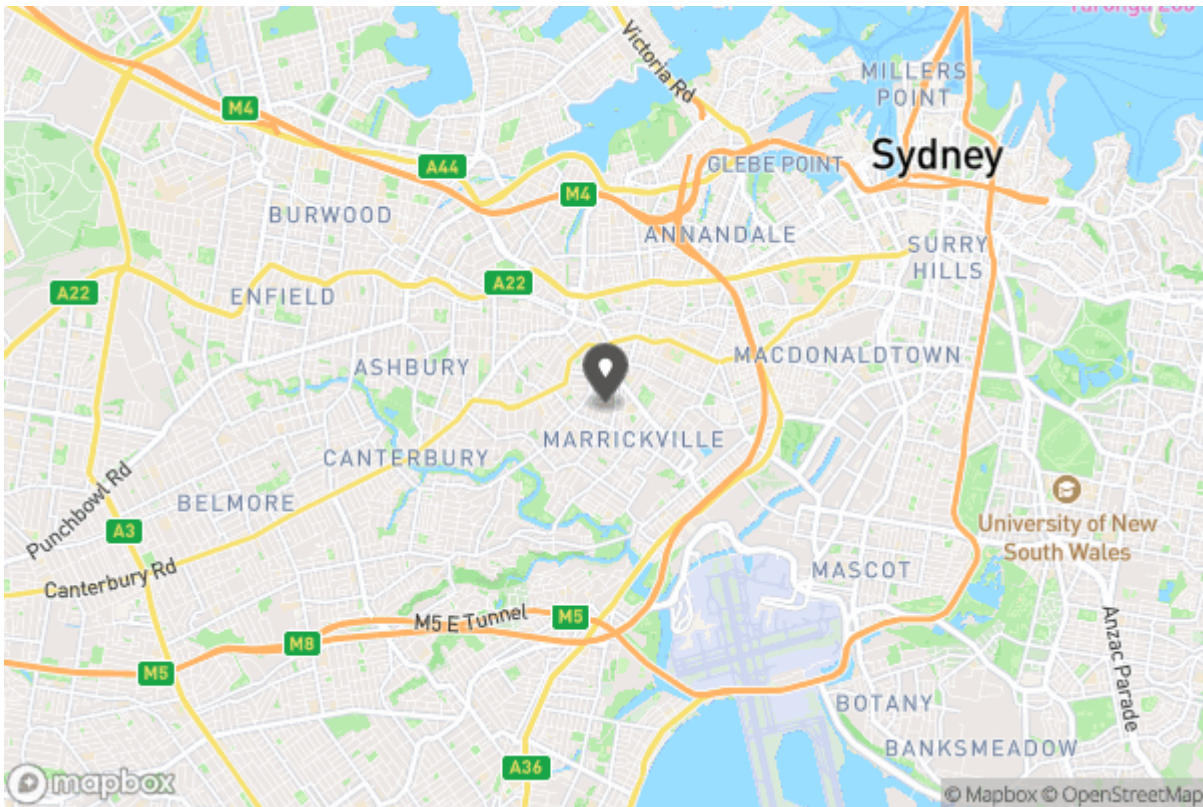 Taronga Zoo
Victoria Rd
MILLERS
POINT
M4
Sydney
A44
GLEBE POINT
M4
BURWOOD
ANNANDALE
SURRY
HILLS
A22
A22
ENFIELD
MACDONALDTOWN
ASHBURY
MARRICKVILLE
CANTERBURY
Punchbowl Rd
BELMORE
University of New
South Wales
A3
Canterbury Rd
MASCOT
M5 E Tunnel
M5
M8
M5
Anzac Parade
BOTANY
BANKSMEADOW
A36
mapbox
© Mapbox © OpenStreetMap